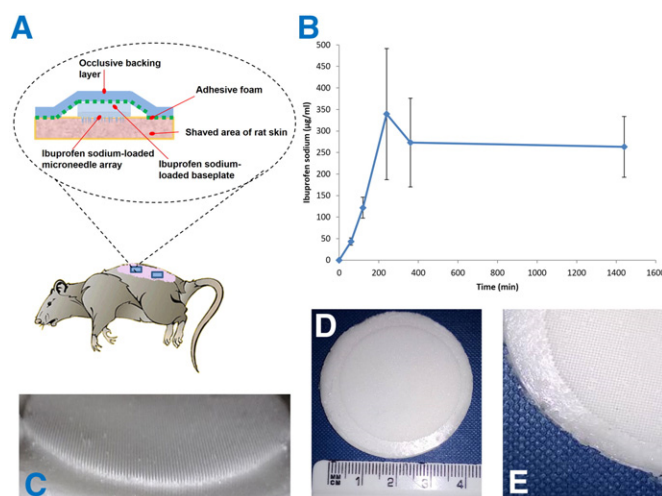 A
Occlusive backing
layer
Adhesive foam
Shaved area of rat skin
Ibuprofen sodium-loaded
microneedle array
Ibuprofen sodium-
loaded baseplate
B
Ibuprofen sodium (µg/ml)
500
450
400
350
300
250
200
150
100
50
0
0 200 400 600 800 1000 1200 1400 1600
Time (min)
C
D
1 2 3 4
E